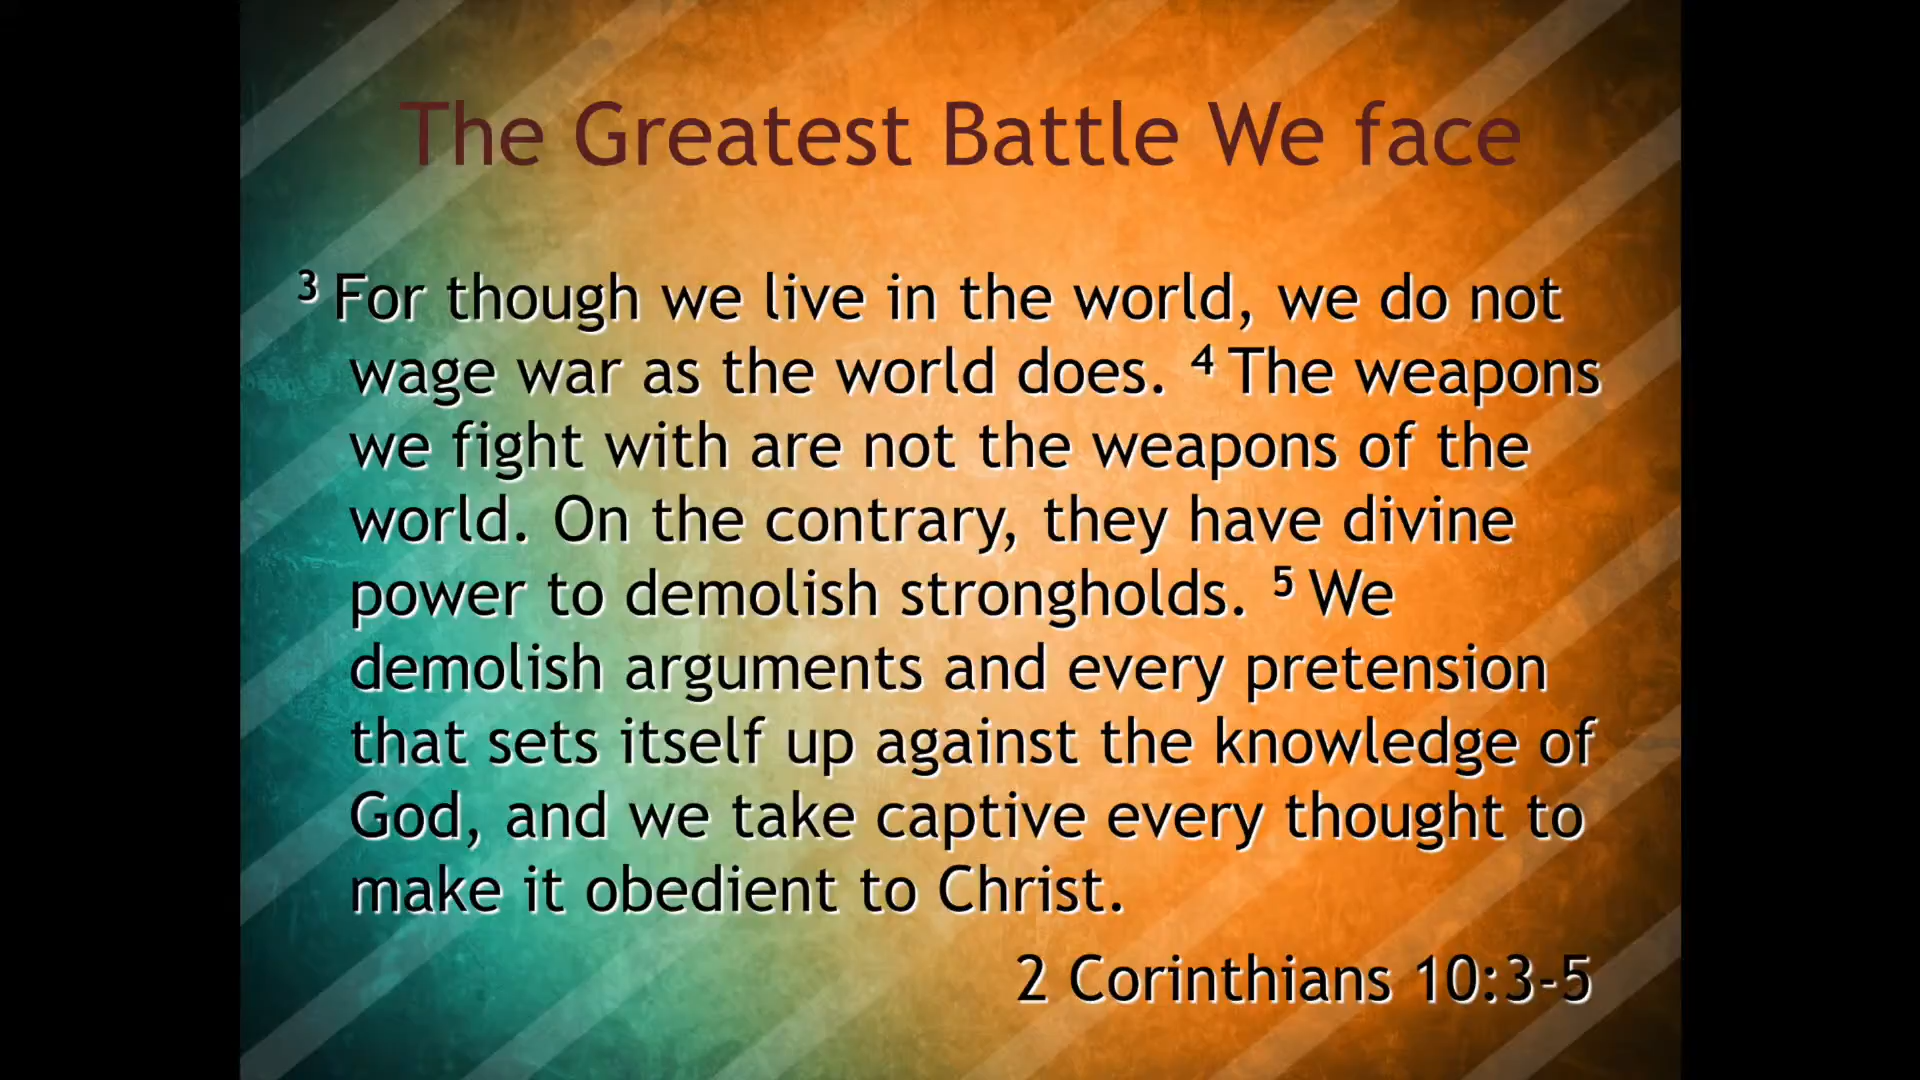 The Greatest Battle We face
3 For though we live in the world, we do not
wage war as the world does. 4 The weapons
we fight with are not the weapons of the
world. On the contrary, they have divine
power to demolish strongholds. 5 We
demolish arguments and every pretension
that sets itself up against the knowledge of
God, and we take captive every thought to
make it obedient to Christ.
2 Corinthians 10:3-5